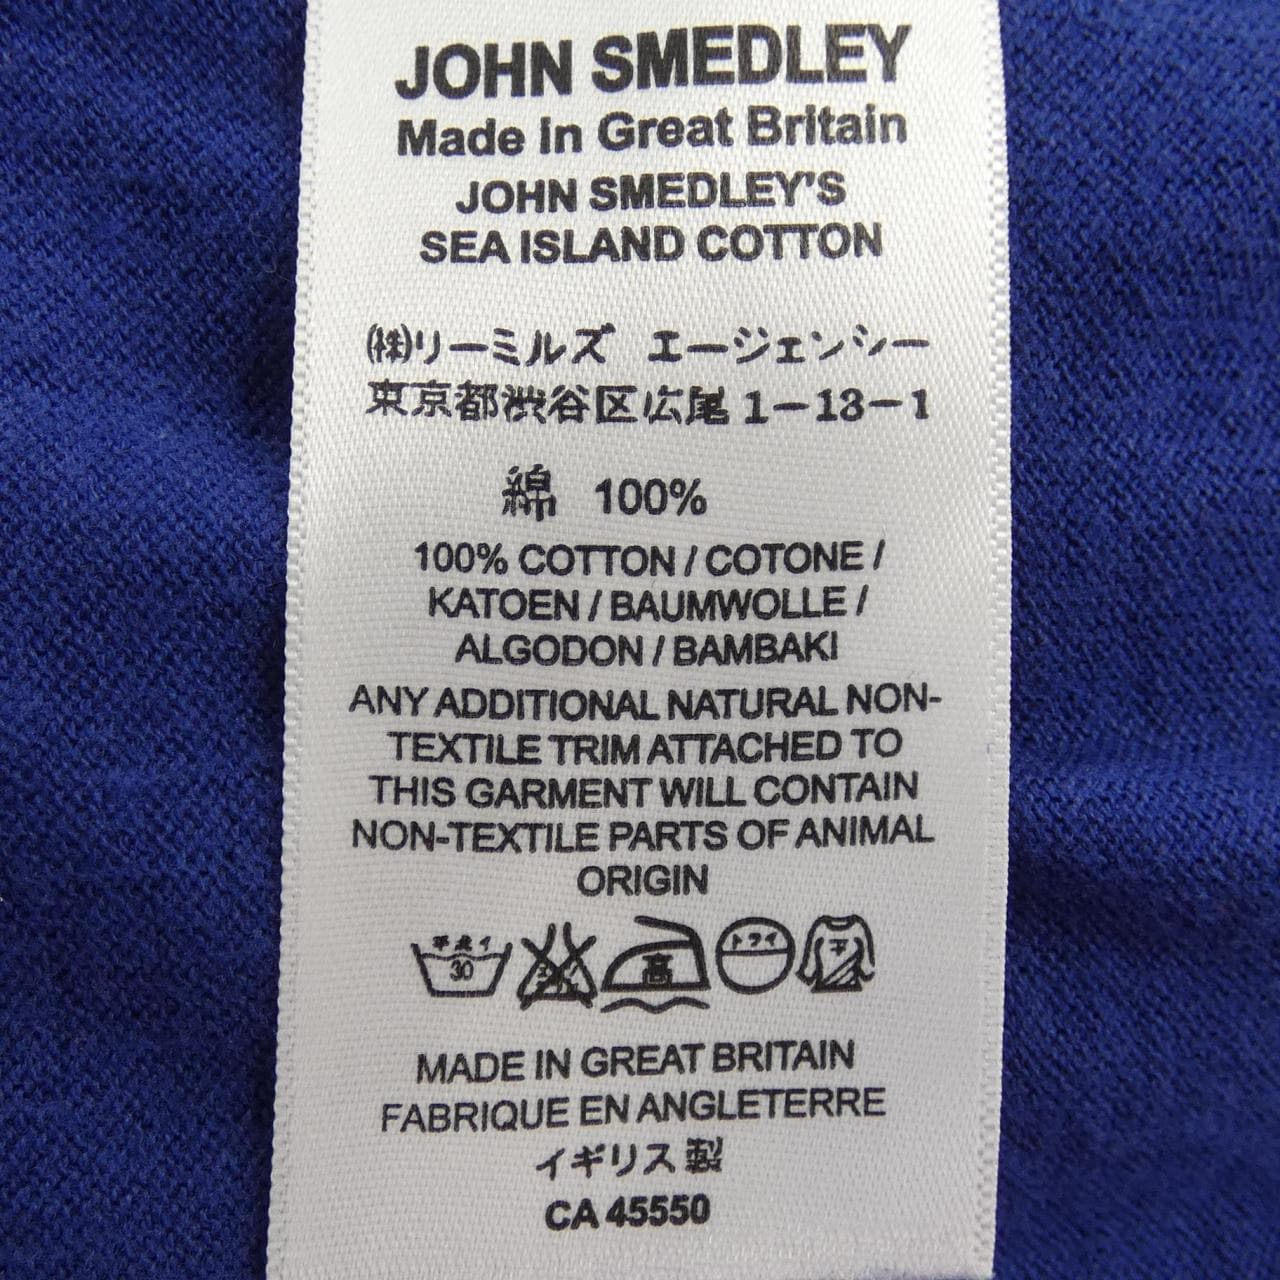 JOHN SMEDLEY
Made in Great Britain
JOHN SMEDLEY'S
SEA ISLAND COTTON
(株)リーミルズ エージェンシー
東京都渋谷区広尾1-13-1
綿 100%
100% COTTON / COTONE /
KATOEN / BAUMWOLLE /
ALGODON / BAMBAKI
ANY ADDITIONAL NATURAL NON-
TEXTILE TRIM ATTACHED TO
THIS GARMENT WILL CONTAIN
NON-TEXTILE PARTS OF ANIMAL
ORIGIN
30 高 ドライ 平
MADE IN GREAT BRITAIN
FABRIQUE EN ANGLETERRE
イギリス製
CA 45550